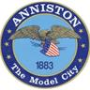 ANNISTON
1883
The Model City